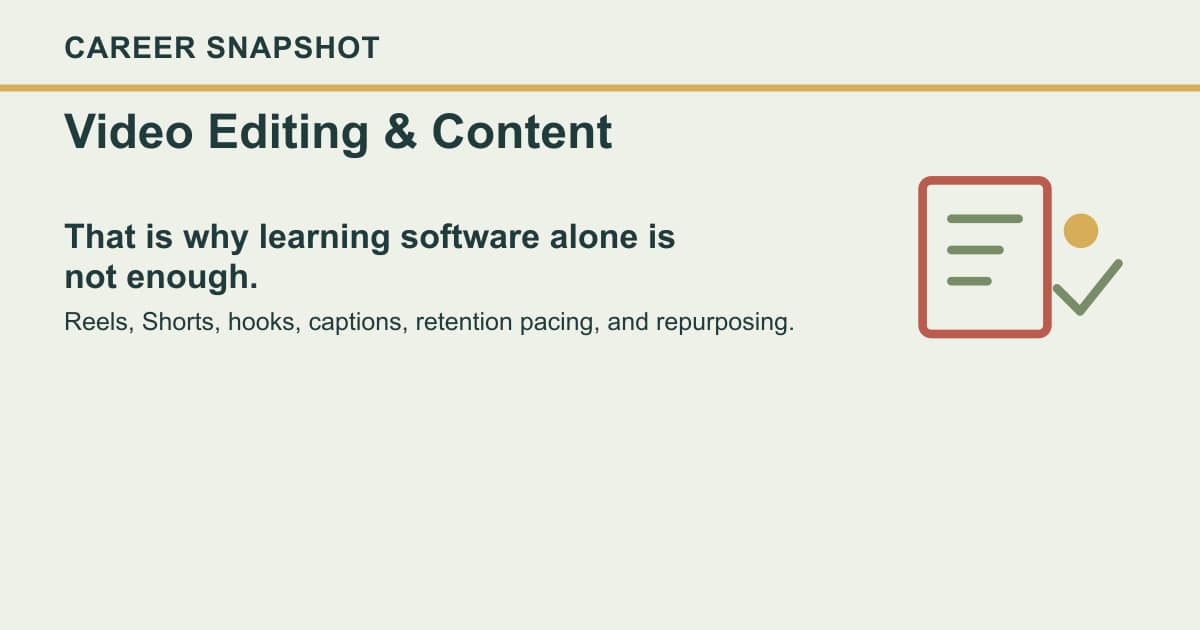 CAREER SNAPSHOT
Video Editing & Content
That is why learning software alone is
not enough.
Reels, Shorts, hooks, captions, retention pacing, and repurposing.